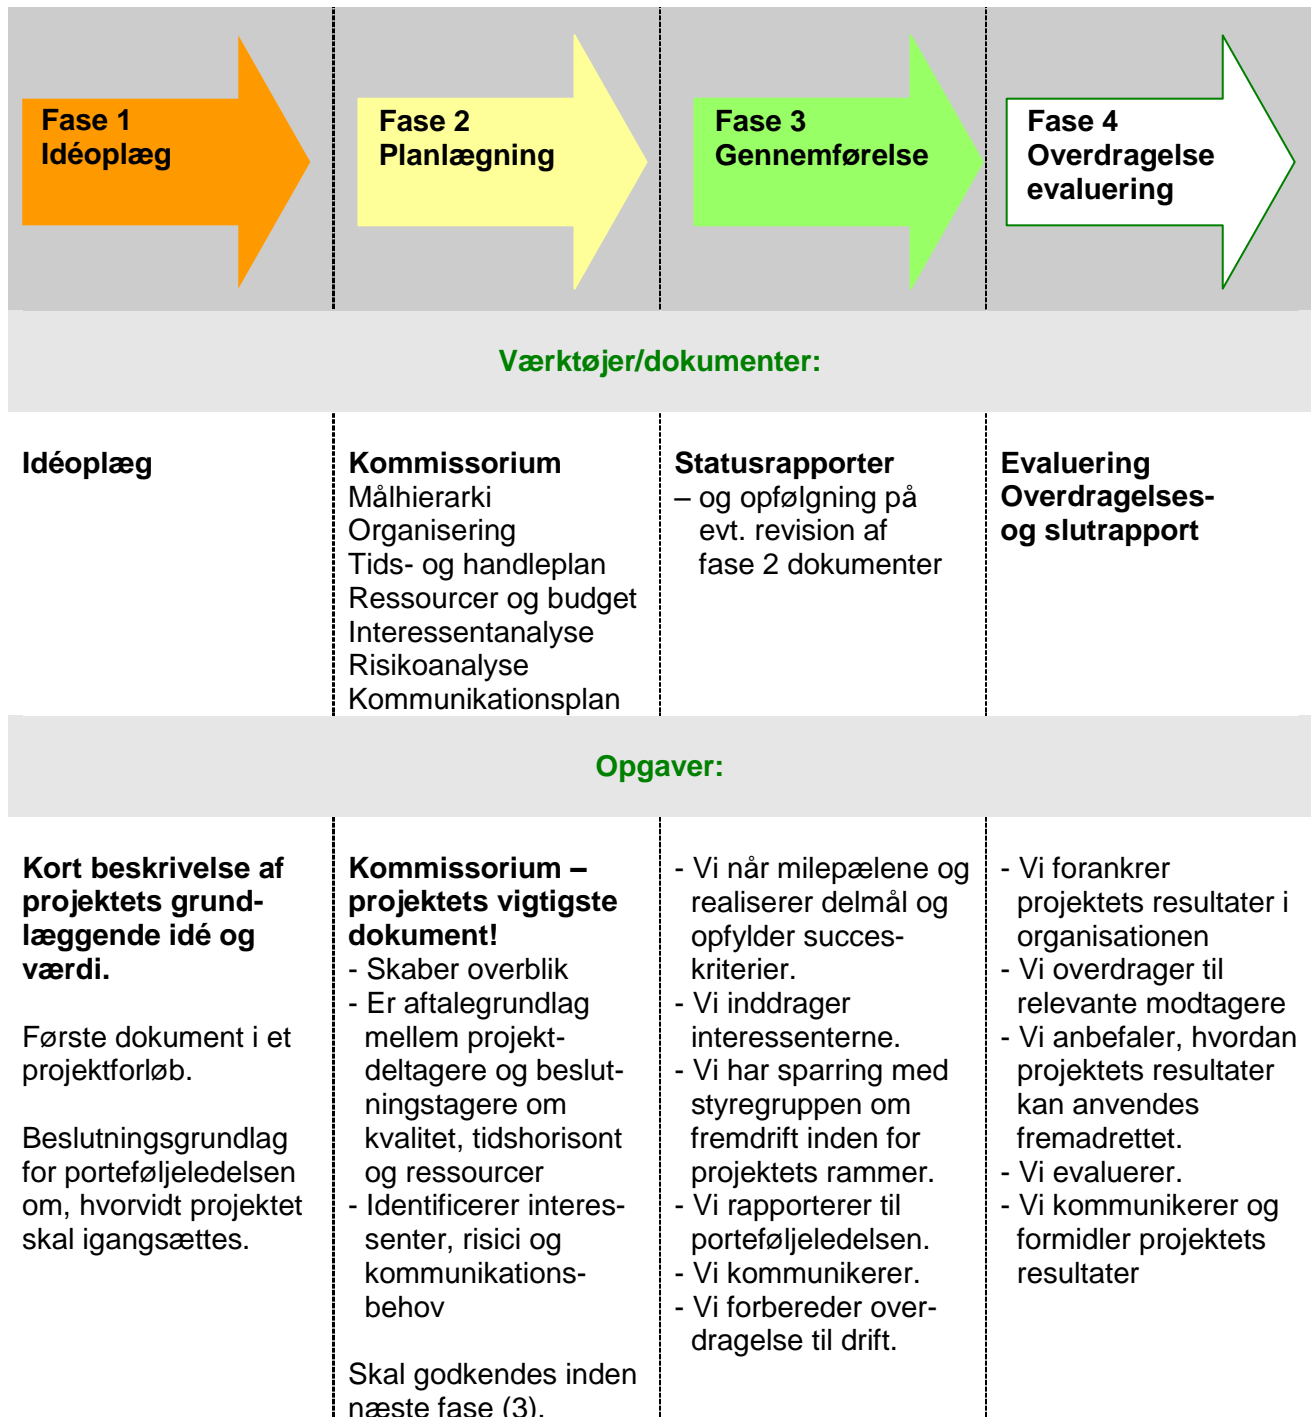 Fase 1
Idéoplæg
Fase 2
Planlægning
Fase 3
Gennemførelse
Fase 4
Overdragelse
evaluering
Værktøjer/dokumenter:
Idéoplæg
Kommissorium
Målhierarki
Organisering
Tids- og handleplan
Ressourcer og budget
Interessentanalyse
Risikoanalyse
Kommunikationsplan
Statusrapporter
– og opfølgning på
evt. revision af
fase 2 dokumenter
Evaluering
Overdragelses-
og slutrapport
Opgaver:
Kort beskrivelse af
projektets grund-
læggende idé og
værdi.
Første dokument i et
projektforløb.
Beslutningsgrundlag
for porteføljeledelsen
om, hvorvidt projektet
skal igangsættes.
Kommissorium –
projektets vigtigste
dokument!
- Skaber overblik
- Er aftalegrundlag
mellem projekt-
deltagere og beslut-
ningstagere om
kvalitet, tidshorisont
og ressourcer
- Identificerer interes-
senter, risici og
kommunikations-
behov
Skal godkendes inden
næste fase (3).
- Vi når milepælene og
realiserer delmål og
opfylder succes-
kriterier.
- Vi inddrager
interessenterne.
- Vi har sparring med
styregruppen om
fremdrift inden for
projektets rammer.
- Vi rapporterer til
porteføljeledelsen.
- Vi kommunikerer.
- Vi forbereder over-
dragelse til drift.
- Vi forankrer
projektets resultater i
organisationen
- Vi overdrager til
relevante modtagere
- Vi anbefaler, hvordan
projektets resultater
kan anvendes
fremadrettet.
- Vi evaluerer.
- Vi kommunikerer og
formidler projektets
resultater